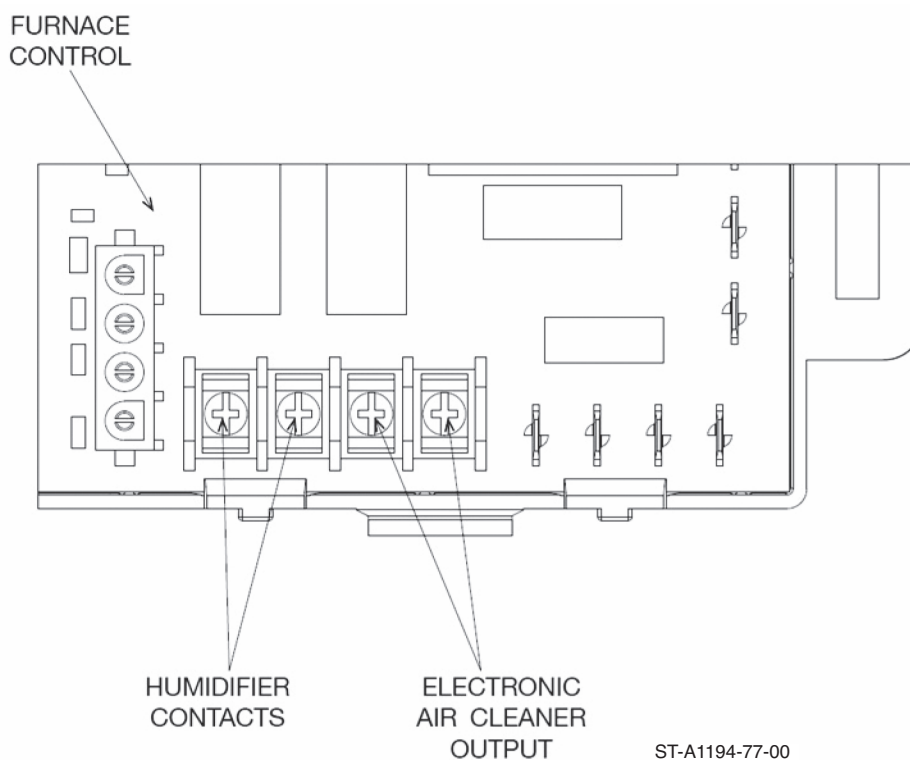 FURNACE
CONTROL
HUMIDIFIER
CONTACTS
ELECTRONIC
AIR CLEANER
OUTPUT
ST-A1194-77-00